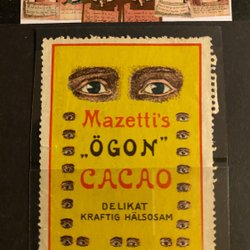 Mazetti's
„ÖGON"
CACAO
DELIKAT
KRAFTIG HÄLSOSAM